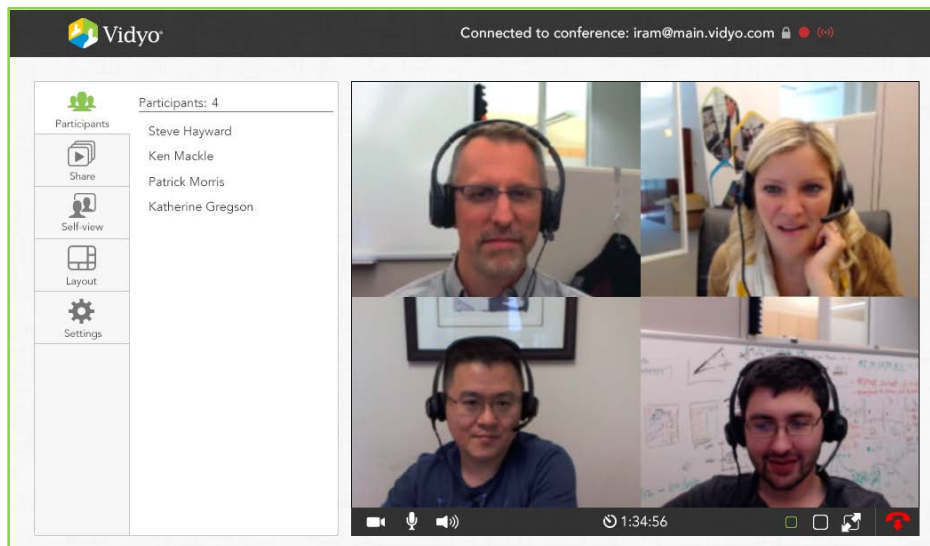 Vidyo
Connected to conference: iram@main.vidyo.com
Participants
Share
Self-view
Layout
Settings
Participants: 4
Steve Hayward
Ken Mackle
Patrick Morris
Katherine Gregson
1:34:56